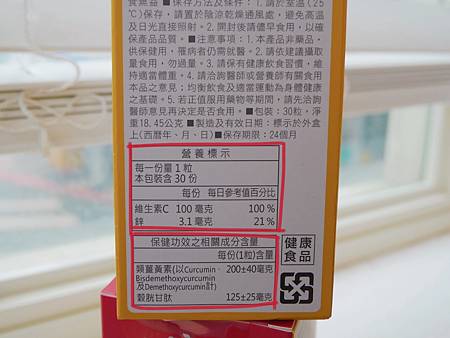 食無益 ■保存方法及條件：1. 請於室溫(25
℃)保存，請置於陰涼乾燥通風處，避免高溫
及日光直接照射。2. 開封後請儘早食用，以確
保產品品質。■注意事項：1. 本產品非藥品，
供保健用，罹病者仍需就醫。2. 請依建議攝取
量食用，勿過量。3. 請保有健康飲食習慣，維
持適當體重。4. 請洽詢醫師或營養師有關食用
本品之意見；均衡飲食及適當運動為身體健康
之基礎。5. 若正值服用藥物等期間，請先洽詢
醫師意見再決定是否食用。■包裝：30粒，淨
重18.45公克■製造及有效日期：標示於外盒
上(西曆年、月、日)■保存期限：24個月
營養標示
每一份量 1 粒
本包裝含 30 份
每份 每日參考值百分比
維生素C 100 毫克 100 %
鋅 3.1 毫克 21 %
保健功效之相關成分含量
每份(1粒)含量
類薑黃素(以Curcumin、 200±40毫克
Bisdemethoxycurcumin
及Demethoxycurcumin計)
穀胱甘肽 125±25毫克
健康
食品